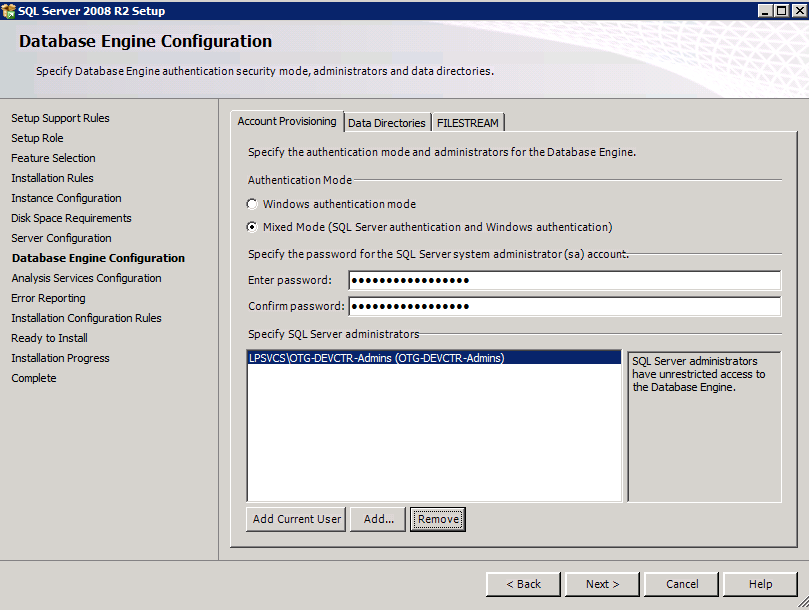 SQL Server 2008 R2 Setup
Database Engine Configuration
Specify Database Engine authentication security mode, administrators and data directories.
Setup Support Rules
Setup Role
Feature Selection
Installation Rules
Instance Configuration
Disk Space Requirements
Server Configuration
Database Engine Configuration
Analysis Services Configuration
Error Reporting
Installation Configuration Rules
Ready to Install
Installation Progress
Complete
Account Provisioning Data Directories FILESTREAM
Specify the authentication mode and administrators for the Database Engine.
Authentication Mode
Windows authentication mode
Mixed Mode (SQL Server authentication and Windows authentication)
Specify the password for the SQL Server system administrator (sa) account.
Enter password: •••••••••••••••••
Confirm password: •••••••••••••••••
Specify SQL Server administrators
LPSVCS\OTG-DEVCTR-Admins (OTG-DEVCTR-Admins)
SQL Server administrators
have unrestricted access to
the Database Engine.
Add Current User Add... Remove
< Back Next > Cancel Help